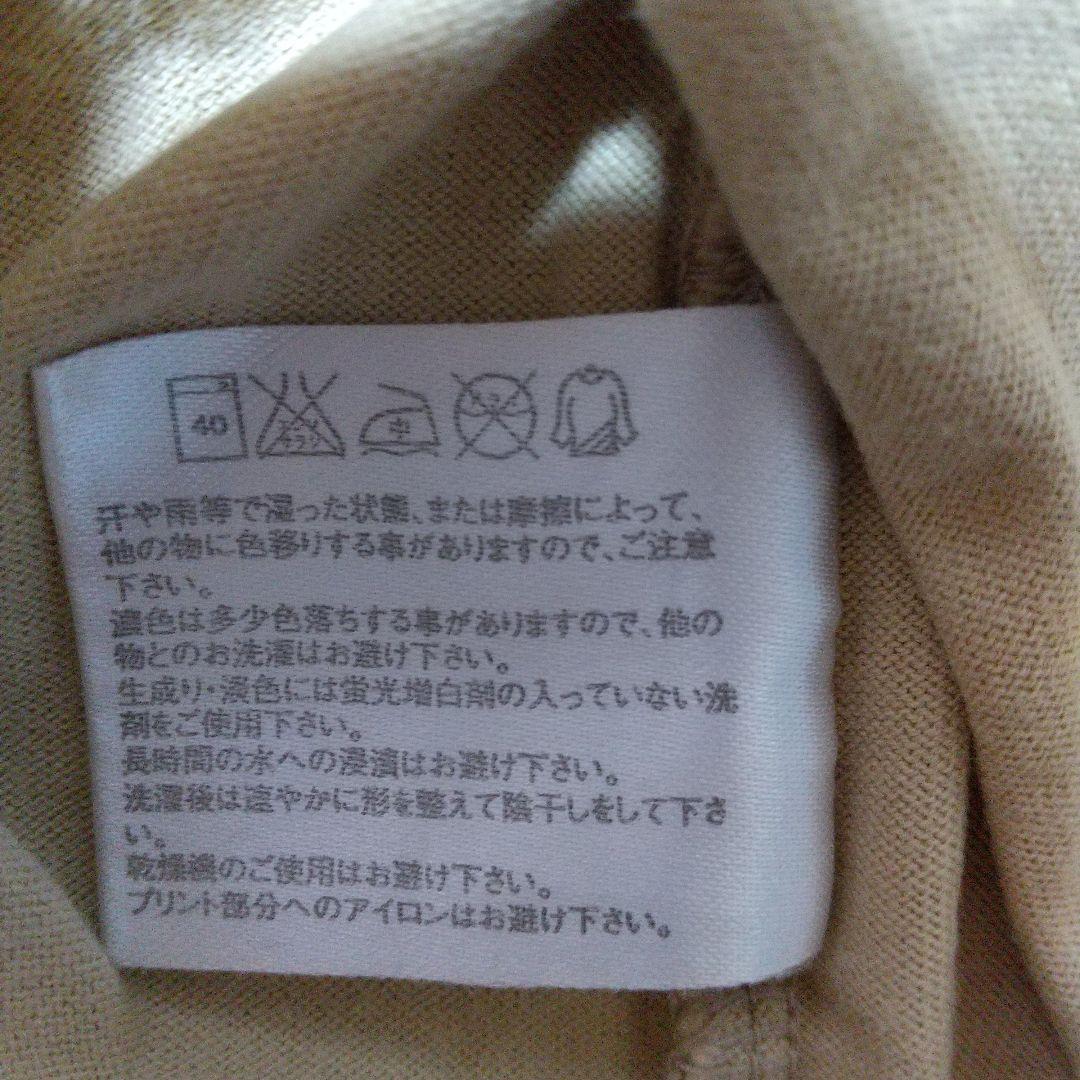 40 エンソ 中
汗や雨等で湿った状態、または摩擦によって、
他の物に色移りする事がありますので、ご注意
下さい。
濃色は多少色落ちする事がありますので、他の
物とのお洗濯はお避け下さい。
生成り・淡色には蛍光増白剤の入っていない洗
剤をご使用下さい。
長時間の水への浸漬はお避け下さい。
洗濯後は速やかに形を整えて陰干しをして下さ
い。
乾燥機のご使用はお避け下さい。
プリント部分へのアイロンはお避け下さい。